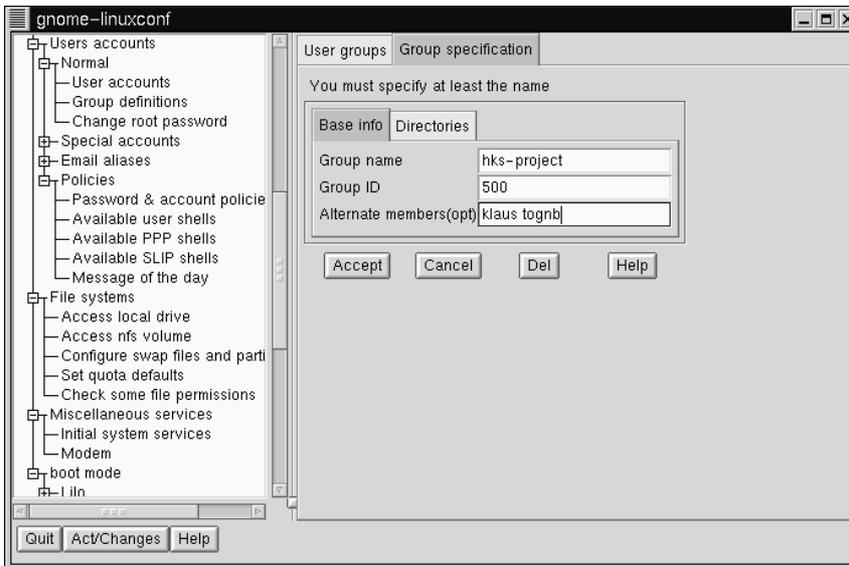 gnome-linuxconf
Users accounts
Normal
User accounts
Group definitions
Change root password
Special accounts
Email aliases
Policies
Password & account policie
Available user shells
Available PPP shells
Available SLIP shells
Message of the day
File systems
Access local drive
Access nfs volume
Configure swap files and parti
Set quota defaults
Check some file permissions
Miscellaneous services
Initial system services
Modem
boot mode
Lilo
User groups Group specification
You must specify at least the name
Base info Directories
Group name hks-project
Group ID 500
Alternate members(opt) klaus tognb
Accept Cancel Del Help
Quit Act/Changes Help